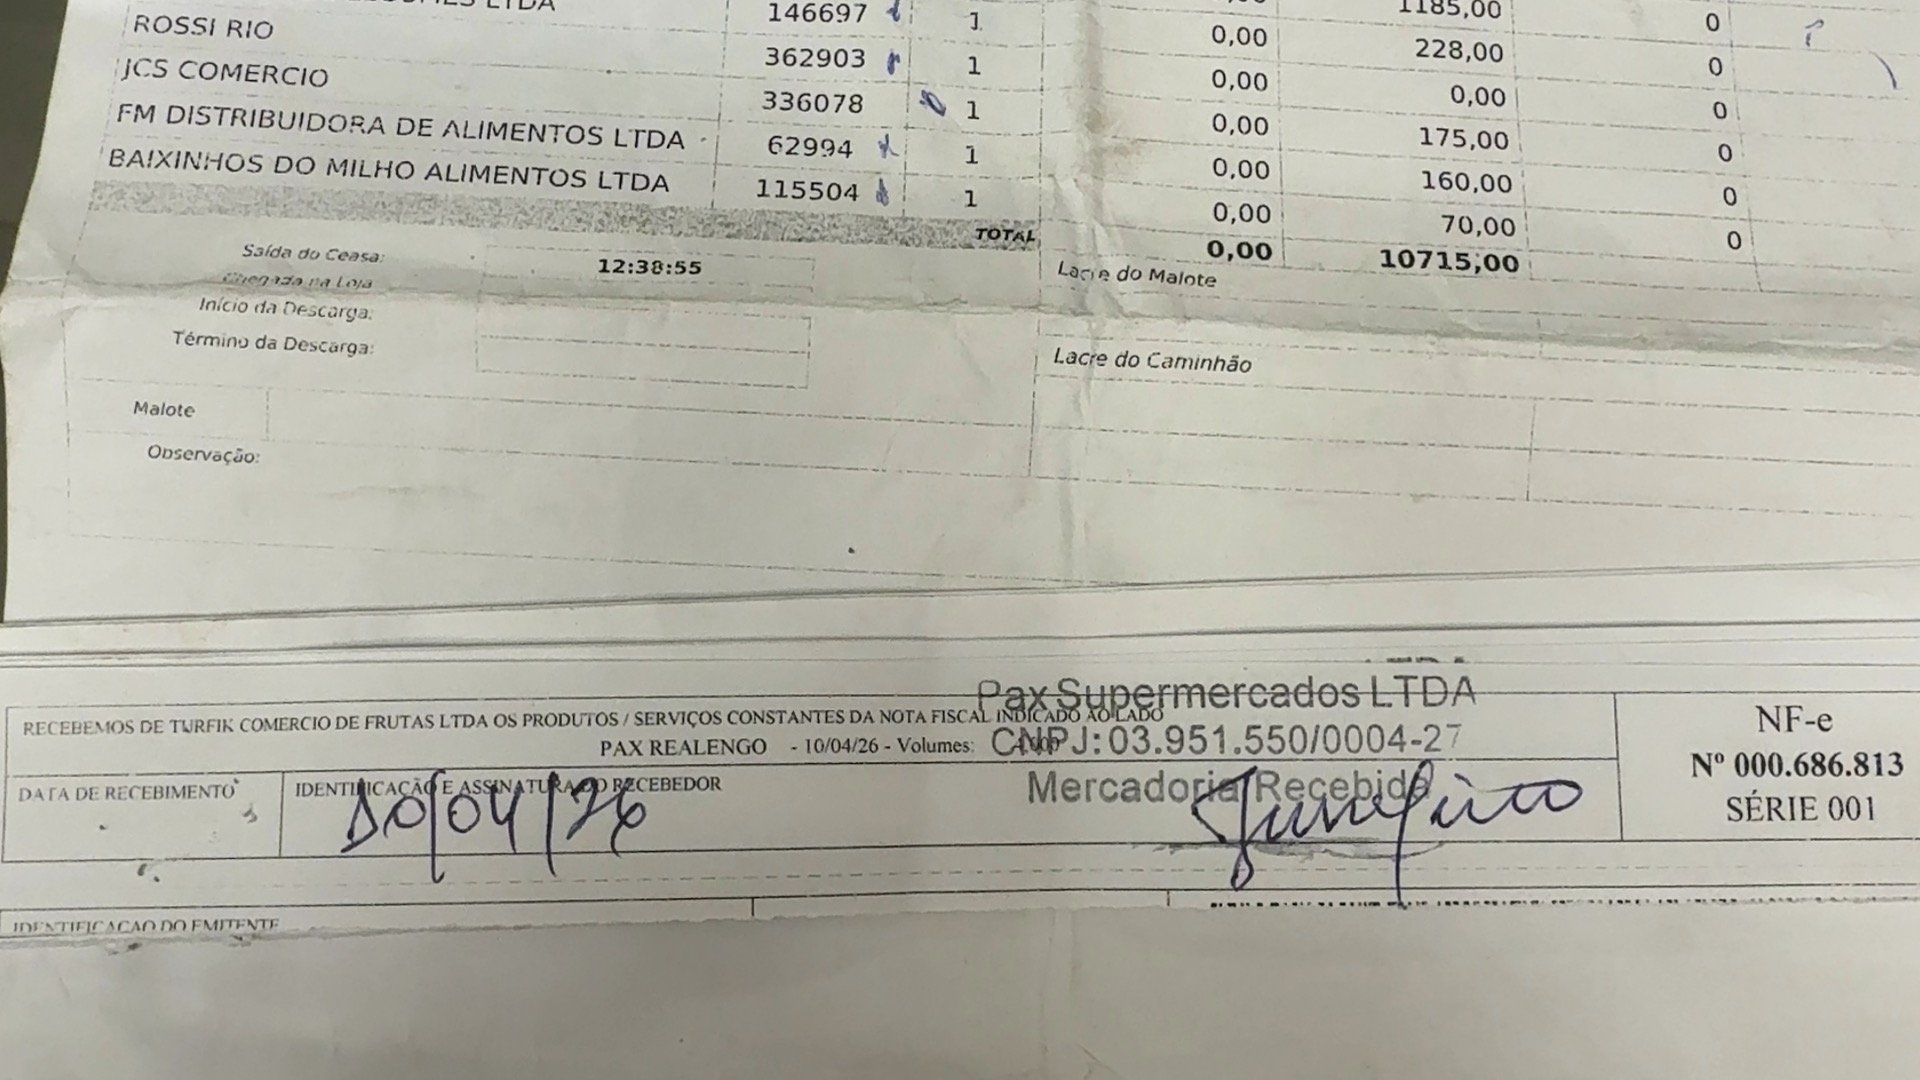 LTDA 146697 1 1185,00 0
ROSSI RIO 362903 1 0,00 228,00 0
JCS COMERCIO 336078 1 0,00 0,00 0
FM DISTRIBUIDORA DE ALIMENTOS LTDA 62994 1 0,00 175,00 0
BAIXINHOS DO MILHO ALIMENTOS LTDA 115504 1 0,00 160,00 0
0,00 70,00 0
TOTAL 0,00 10715,00
Saída do Ceasa: 12:38:55 Lacre do Malote
Chegada na Loja
Início da Descarga:
Término da Descarga: Lacre do Caminhão
Malote
Observação:
Pax Supermercados LTDA
RECEBEMOS DE TURFIK COMERCIO DE FRUTAS LTDA OS PRODUTOS / SERVIÇOS CONSTANTES DA NOTA FISCAL INDICADO AO LADO
PAX REALENGO - 10/04/26 - Volumes:
CNPJ: 03.951.550/0004-27
Mercadoria Recebida
NF-e
Nº 000.686.813
SÉRIE 001
DATA DE RECEBIMENTO IDENTIFICAÇÃO E ASSINATURA DO RECEBEDOR
10/04/26
IDENTIFICACAO DO EMITENTE